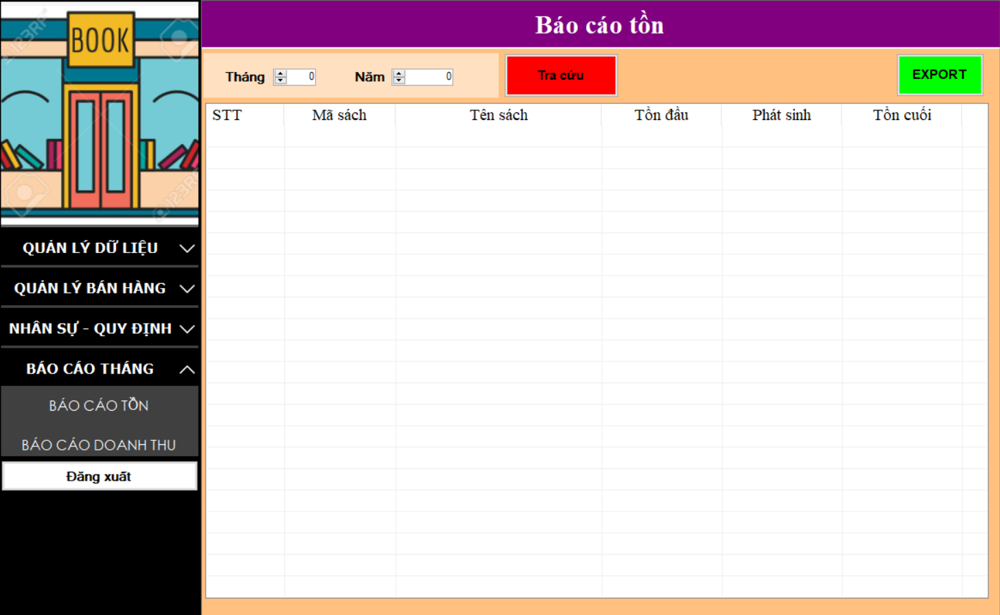 BOOK
123RF
123RF
QUẢN LÝ DỮ LIỆU
QUẢN LÝ BÁN HÀNG
NHÂN SỰ - QUY ĐỊNH
BÁO CÁO THÁNG
BÁO CÁO TỒN
BÁO CÁO DOANH THU
Đăng xuất
Báo cáo tồn
Tháng 0 Năm 0 Tra cứu EXPORT
STT Mã sách Tên sách Tồn đầu Phát sinh Tồn cuối